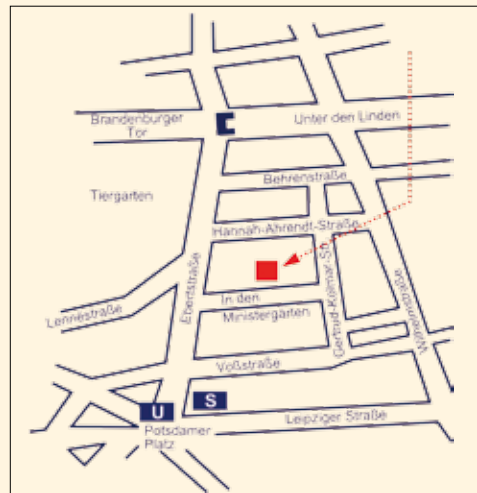 Brandenburger
Tor
Unter den Linden
Behrenstraße
Tiergarten
Hannah-Ahrendt-Straße
Ebertstraße
In den
Ministergärten
Gertrud-Kolmar-Str.
Wilhelmstraße
Lennéstraße
Voßstraße
U
S
Leipziger Straße
Potsdamer
Platz